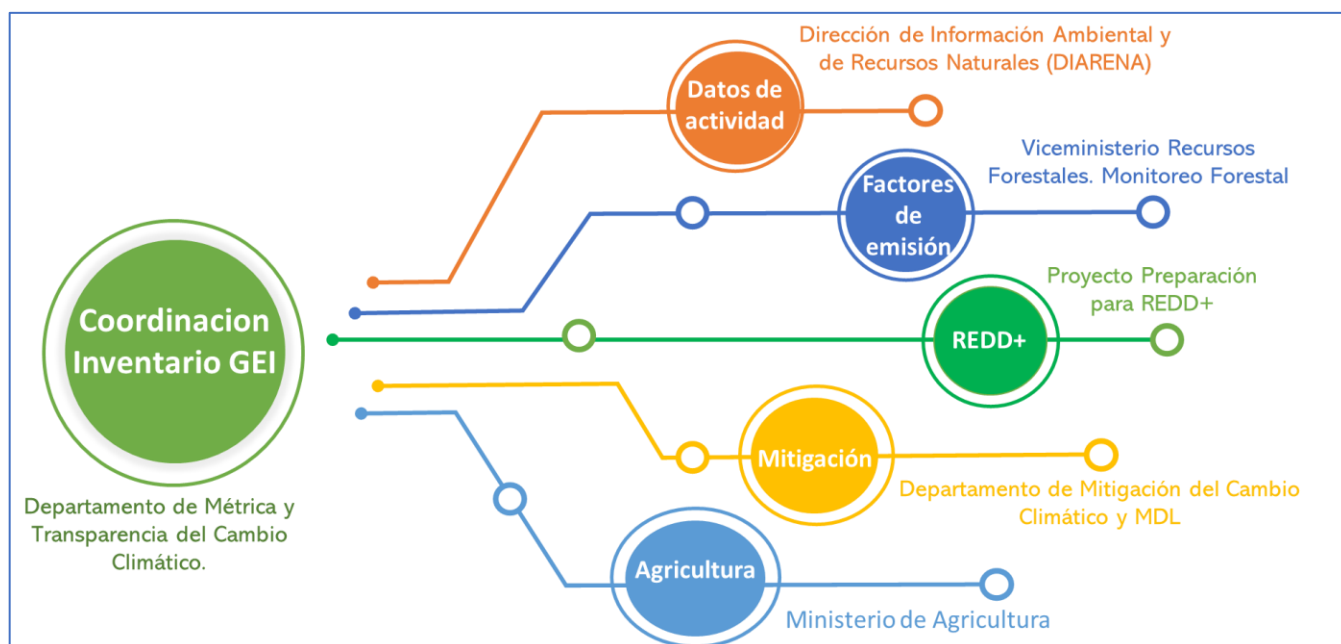 Coordinacion
Inventario GEI
Departamento de Métrica y
Transparencia del Cambio
Climático.
Datos de
actividad
Dirección de Información Ambiental y
de Recursos Naturales (DIARENA)
Factores
de
emisión
Viceministerio Recursos
Forestales. Monitoreo Forestal
REDD+
Proyecto Preparación
para REDD+
Mitigación
Departamento de Mitigación del Cambio
Climático y MDL
Agricultura
Ministerio de Agricultura